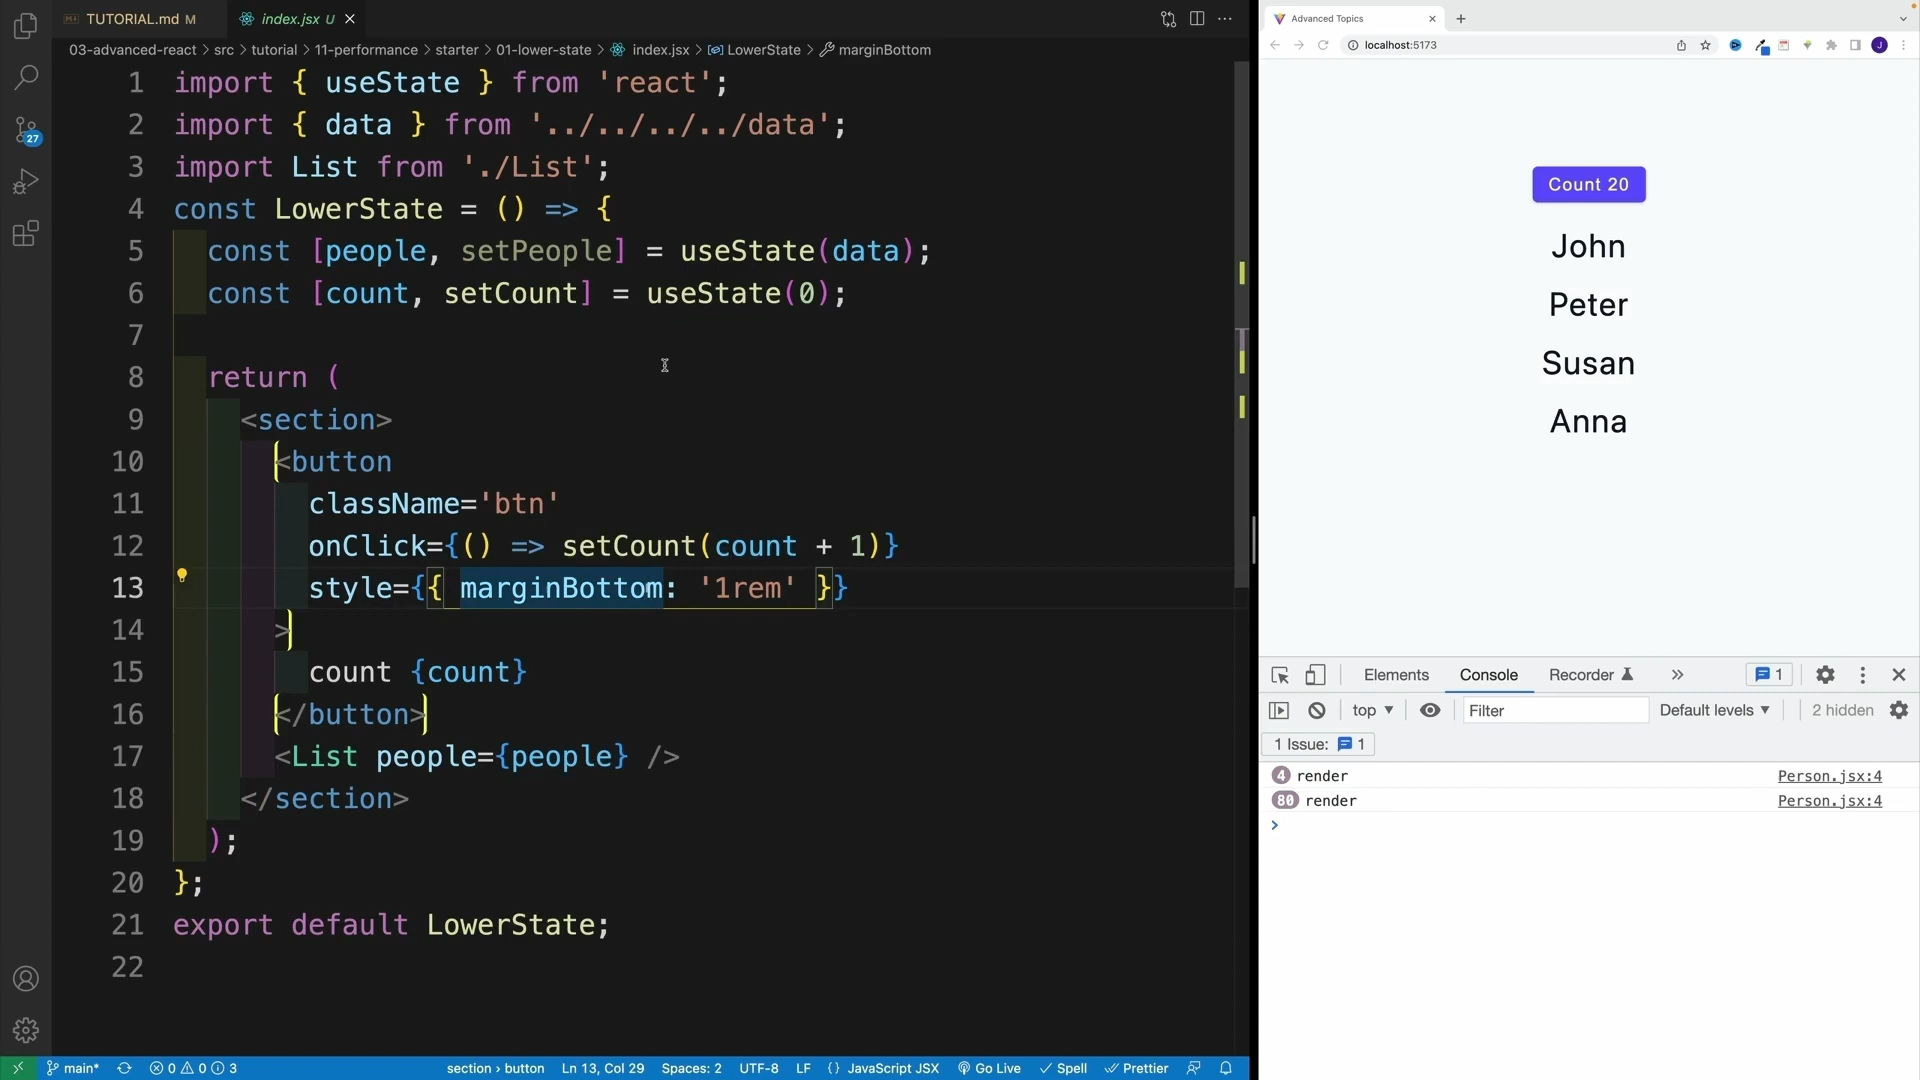 TUTORIAL.md M
index.jsx U
03-advanced-react > src > tutorial > 11-performance > starter > 01-lower-state > index.jsx > LowerState > marginBottom
1 import { useState } from 'react';
2 import { data } from '../../../../data';
3 import List from './List';
4 const LowerState = () => {
5 const [people, setPeople] = useState(data);
6 const [count, setCount] = useState(0);
7
8 return (
9 <section>
10 <button
11 className='btn'
12 onClick={() => setCount(count + 1)}
13 style={{ marginBottom: '1rem' }}
14 >
15 count {count}
16 </button>
17 <List people={people} />
18 </section>
19 );
20 };
21 export default LowerState;
22
27
main* 0 0 3
section > button Ln 13, Col 29 Spaces: 2 UTF-8 LF {} JavaScript JSX Go Live Spell Prettier
Advanced Topics
localhost:5173
J
Count 20
John
Peter
Susan
Anna
Elements Console Recorder 1
top Filter Default levels 2 hidden
1 Issue: 1
4 render Person.jsx:4
80 render Person.jsx:4